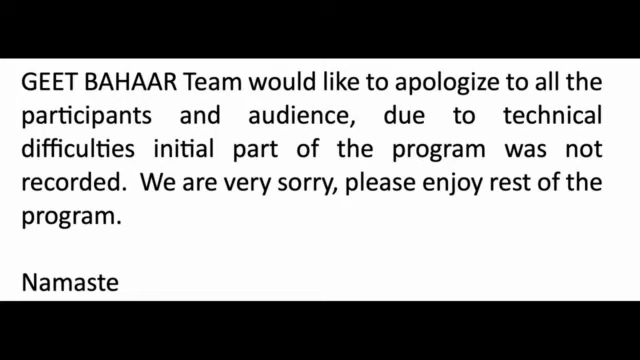 GEET BAHAAR Team would like to apologize to all the
participants and audience, due to technical
difficulties initial part of the program was not
recorded. We are very sorry, please enjoy rest of the
program.
Namaste